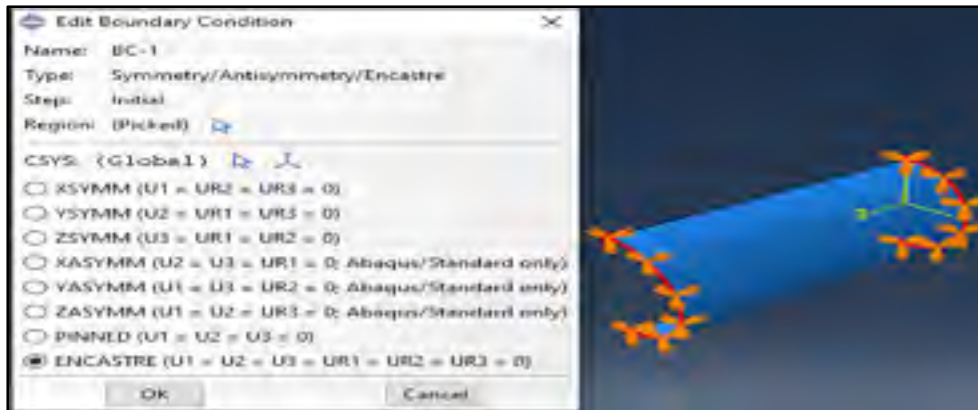 Edit Boundary Condition
Name: BC-1
Type: Symmetry/Antisymmetry/Encastre
Step: Initial
Region: (Picked)
CSYS: (Global)
XSYMM (U1 = UR2 = UR3 = 0)
YSYMM (U2 = UR1 = UR3 = 0)
ZSYMM (U3 = UR1 = UR2 = 0)
XASYMM (U2 = U3 = UR1 = 0; Abaqus/Standard only)
YASYMM (U1 = U3 = UR2 = 0; Abaqus/Standard only)
ZASYMM (U1 = U2 = UR3 = 0; Abaqus/Standard only)
PINNED (U1 = U2 = U3 = 0)
ENCASTRE (U1 = U2 = U3 = UR1 = UR2 = UR3 = 0)
OK
Cancel
3